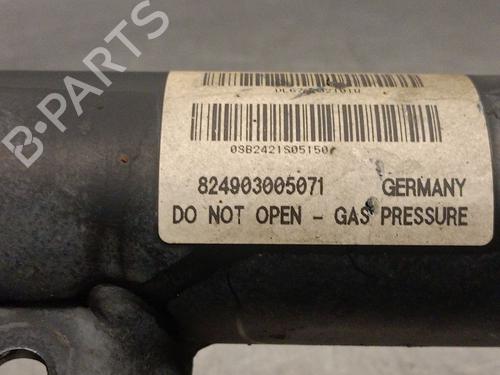 B-PARTS
0SB2421S05150
824903005071 GERMANY
DO NOT OPEN - GAS PRESSURE